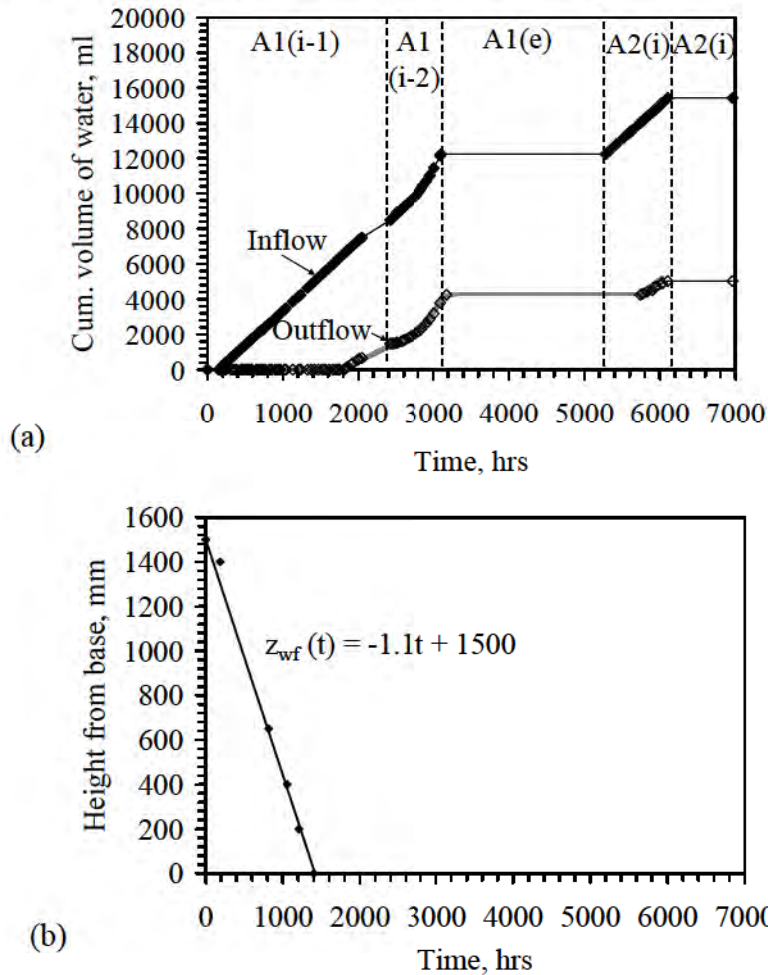 20000
18000
16000
14000
12000
10000
8000
6000
4000
2000
0
Cum. volume of water, ml
A1(i-1)
A1
(i-2)
A1(e)
A2(i)
A2(i)
Inflow
Outflow
0 1000 2000 3000 4000 5000 6000 7000
(a)
Time, hrs
1600
1400
1200
1000
800
600
400
200
0
Height from base, mm
zwf (t) = -1.1t + 1500
0 1000 2000 3000 4000 5000 6000 7000
(b)
Time, hrs